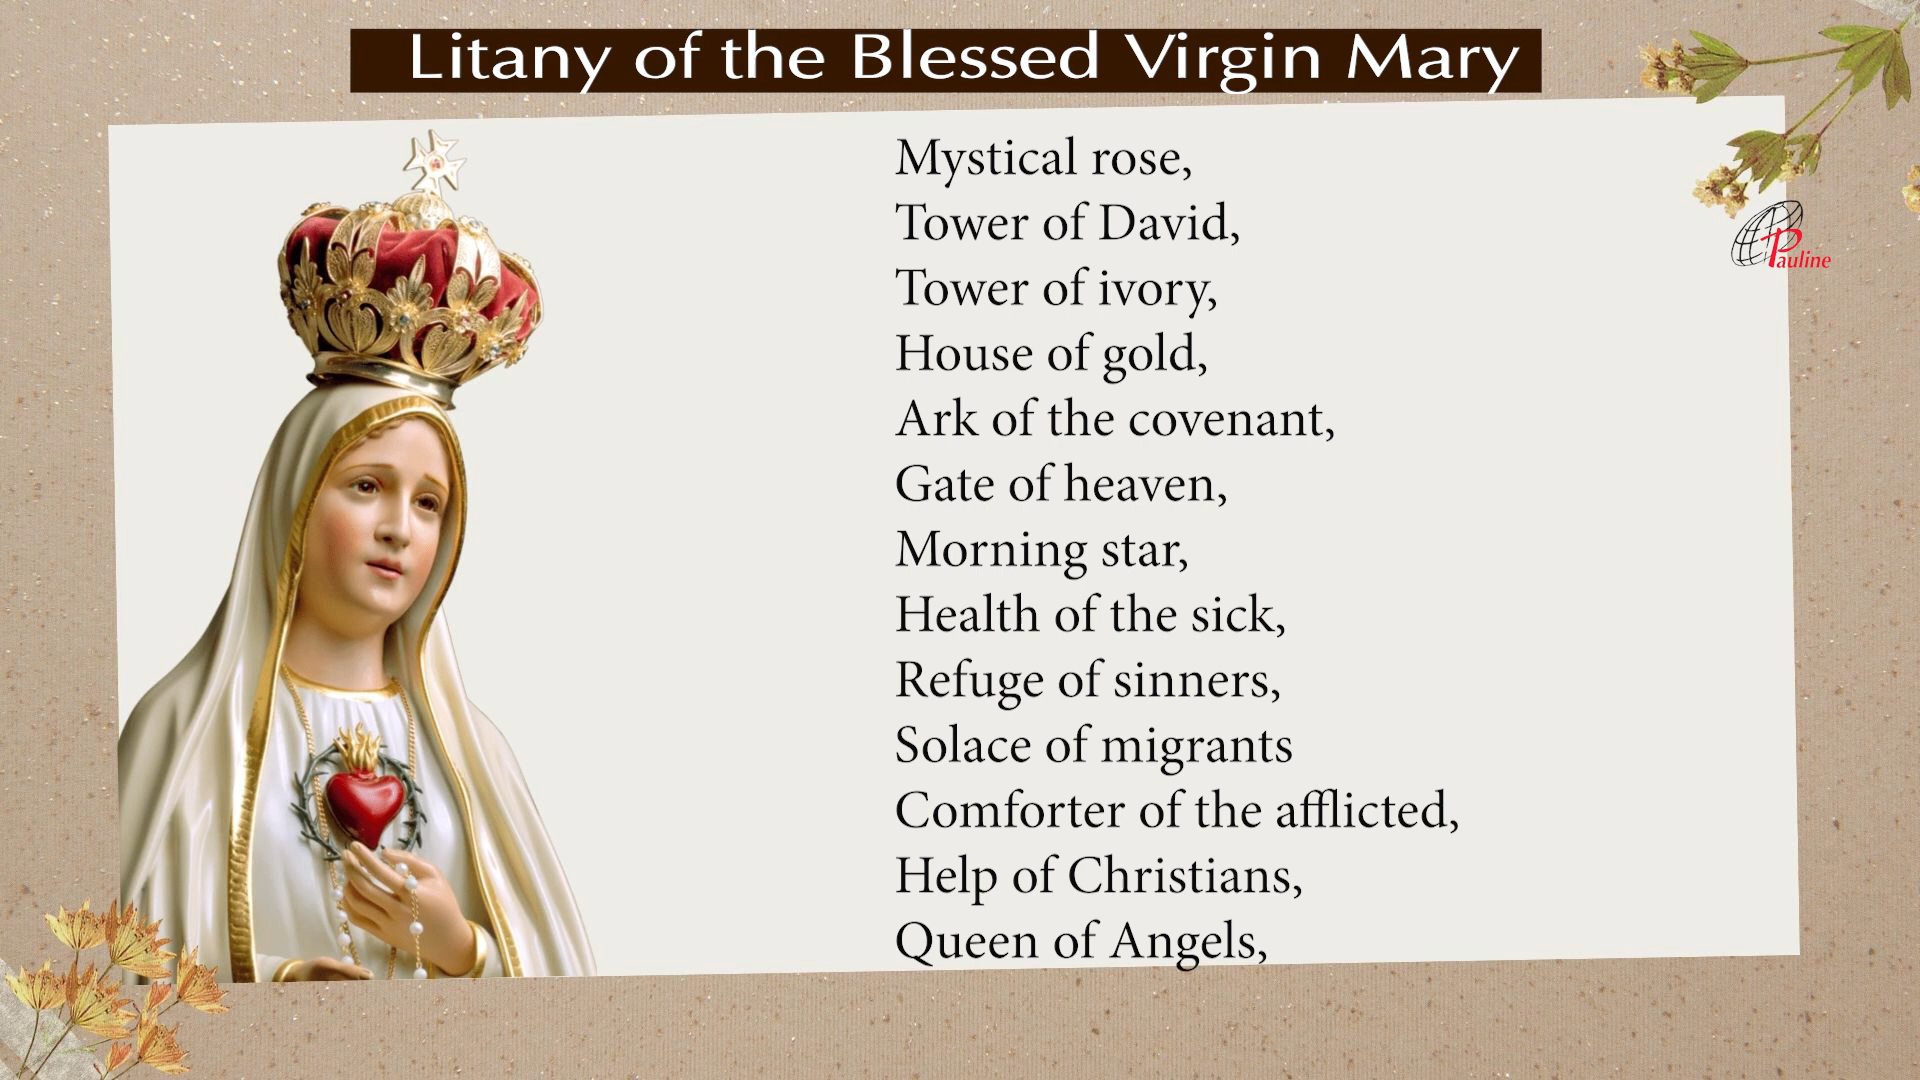 Litany of the Blessed Virgin Mary
Mystical rose,
Tower of David,
Tower of ivory,
House of gold,
Ark of the covenant,
Gate of heaven,
Morning star,
Health of the sick,
Refuge of sinners,
Solace of migrants
Comforter of the afflicted,
Help of Christians,
Queen of Angels,
Pauline